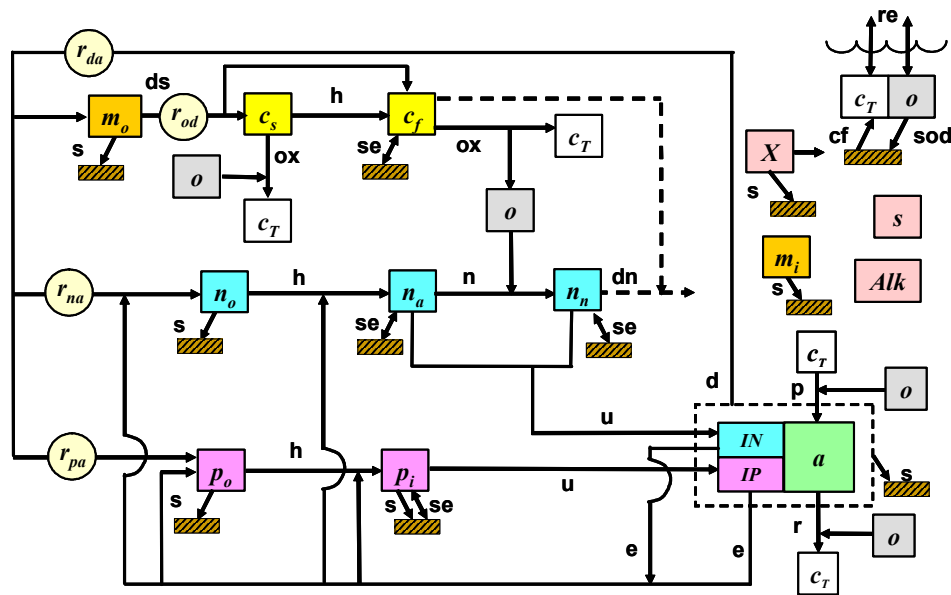 re
r_da
ds
m_o
r_od
c_s
h
c_f
c_T
o
s
ox
se
ox
c_T
cf
sod
X
o
s
c_T
o
s
m_i
Alk
s
r_na
n_o
h
n_a
n
n_n
dn
s
se
se
c_T
d
p
o
u
r_pa
p_o
h
p_i
u
IN
IP
a
s
s
se
s
r
o
e
e
c_T